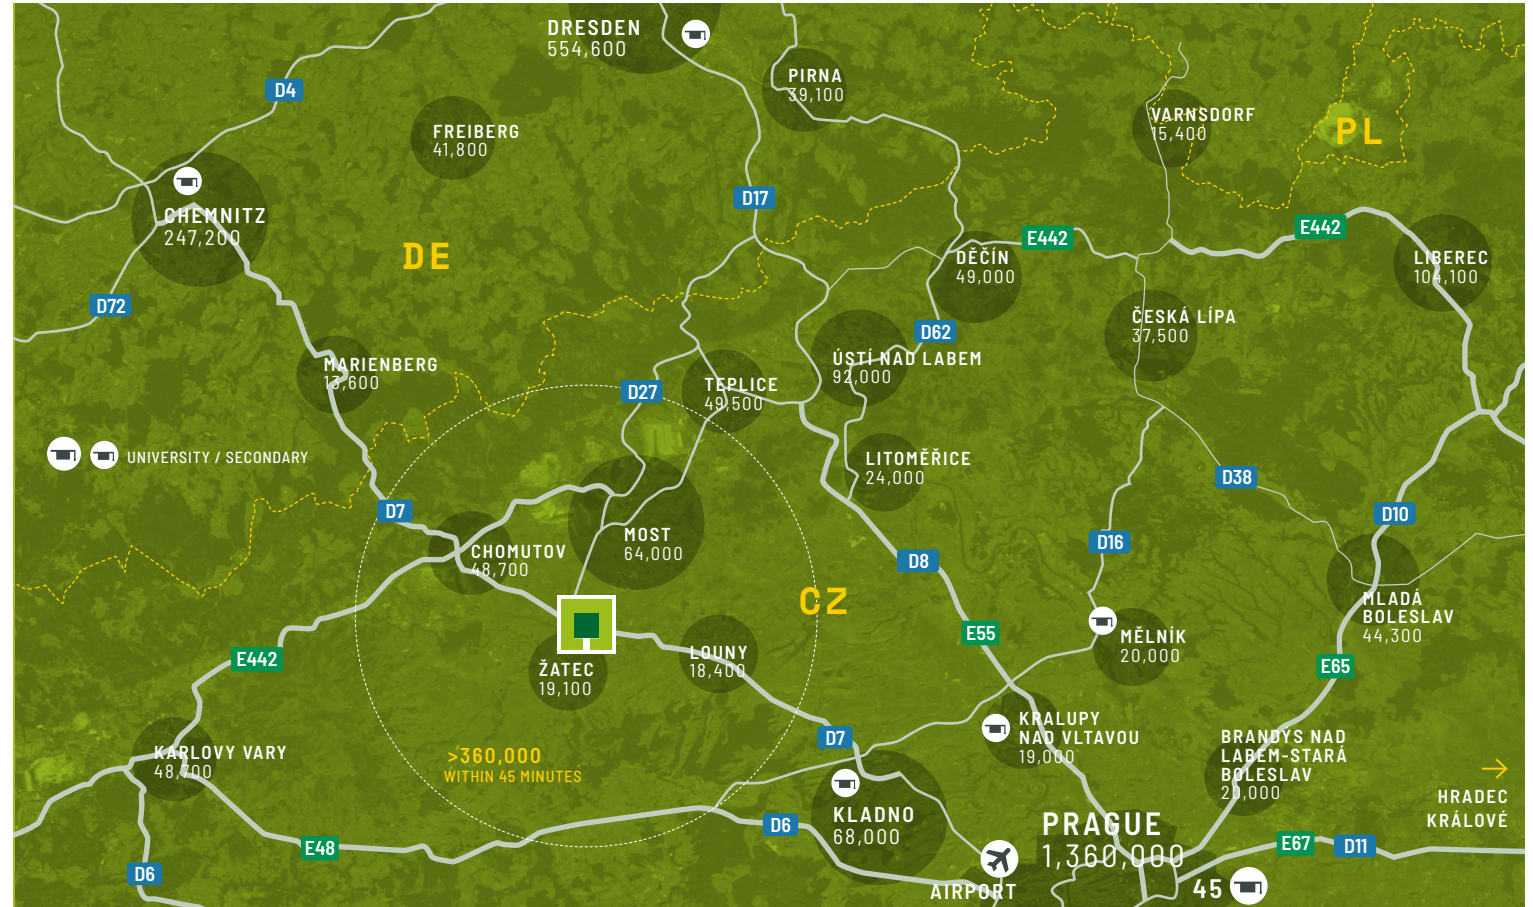 DRESDEN
554,600
PIRNA
39,100
D4
FREIBERG
41,800
VARNSDORF
15,400
PL
D17
CHEMNITZ
247,200
E442
E442
DE
DĚČÍN
49,000
LIBEREC
104,100
D72
ČESKÁ LÍPA
37,500
D62
MARIENBERG
13,600
ÚSTÍ NAD LABEM
92,000
D27
TEPLICE
49,500
UNIVERSITY / SECONDARY
LITOMĚŘICE
24,000
D38
D7
D10
MOST
64,000
D16
CHOMUTOV
48,700
D8
CZ
MLADÁ
BOLESLAV
44,300
E55
MĚLNÍK
20,000
E442
ŽATEC
19,100
LOUNY
18,400
E65
KRALUPY
NAD VLTAVOU
19,000
D7
BRANDÝS NAD
LABEM-STARÁ
BOLESLAV
20,000
KARLOVY VARY
48,700
>360,000
WITHIN 45 MINUTES
HRADEC
KRÁLOVÉ
KLADNO
68,000
D6
PRAGUE
1,360,000
E48
E67
D11
D6
AIRPORT
45